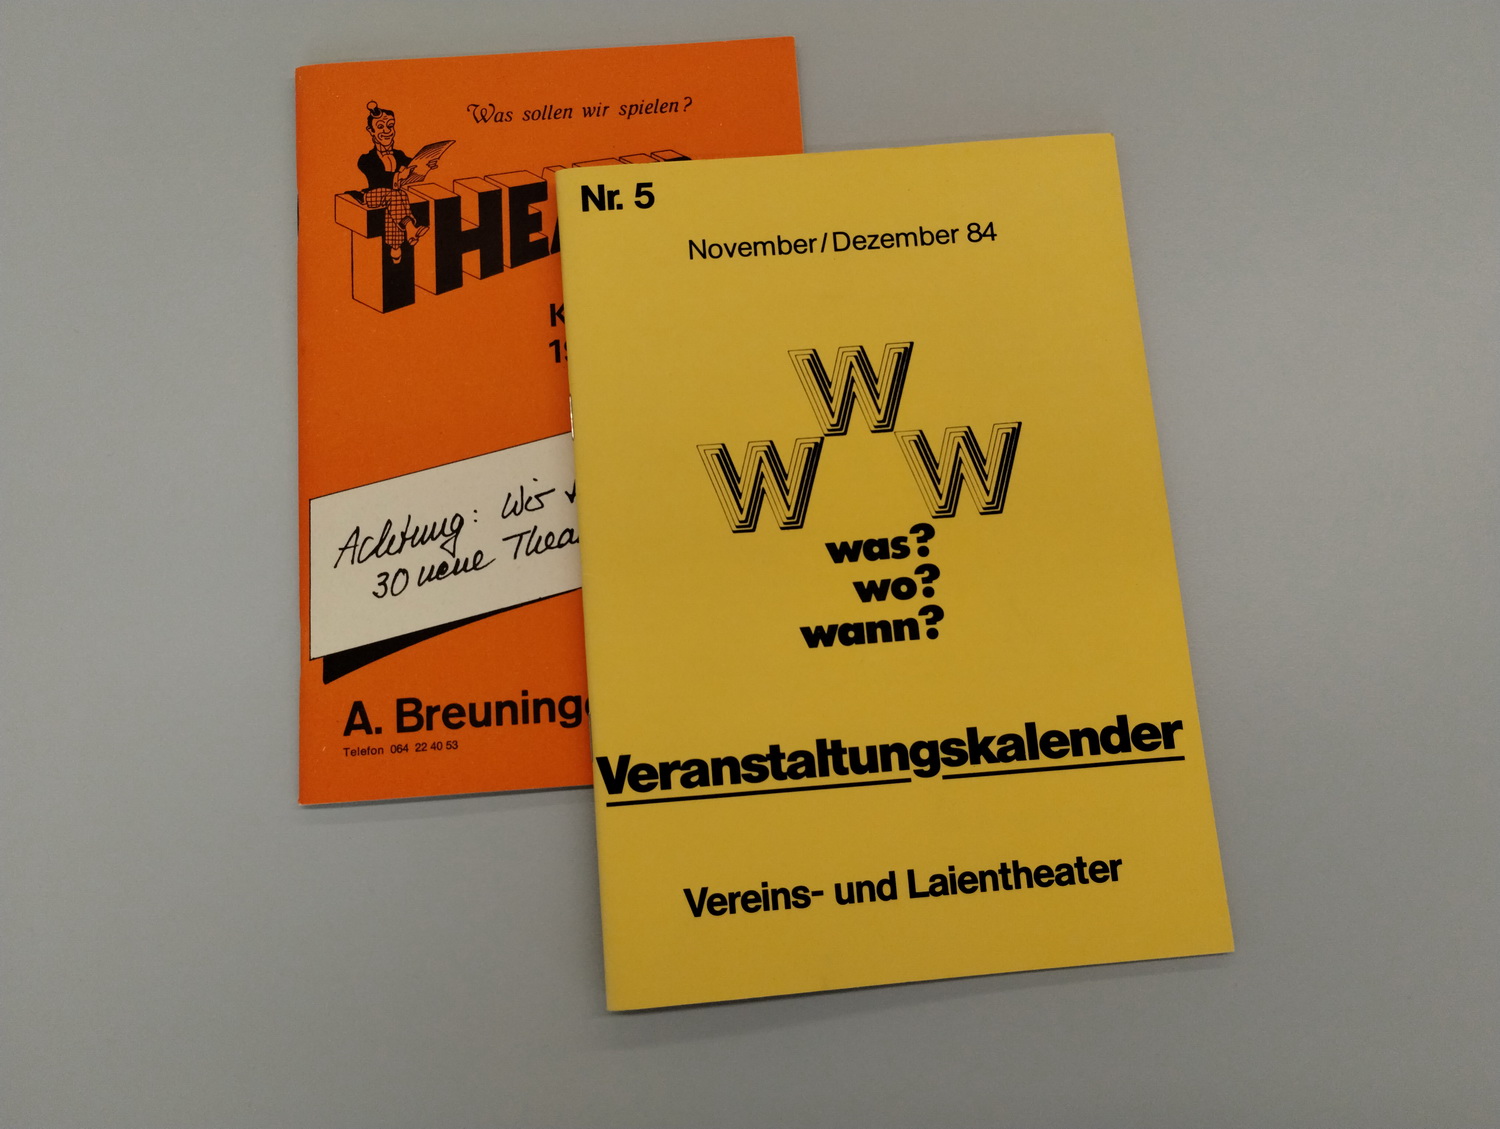 Was sollen wir spielen?
Achtung: Wir
30 neue
A. 
Telefon 064 22 40 53
Nr. 5
November/Dezember 84
W
W W
was?
wo?
wann?
Veranstaltungskalender
Vereins- und Laientheater